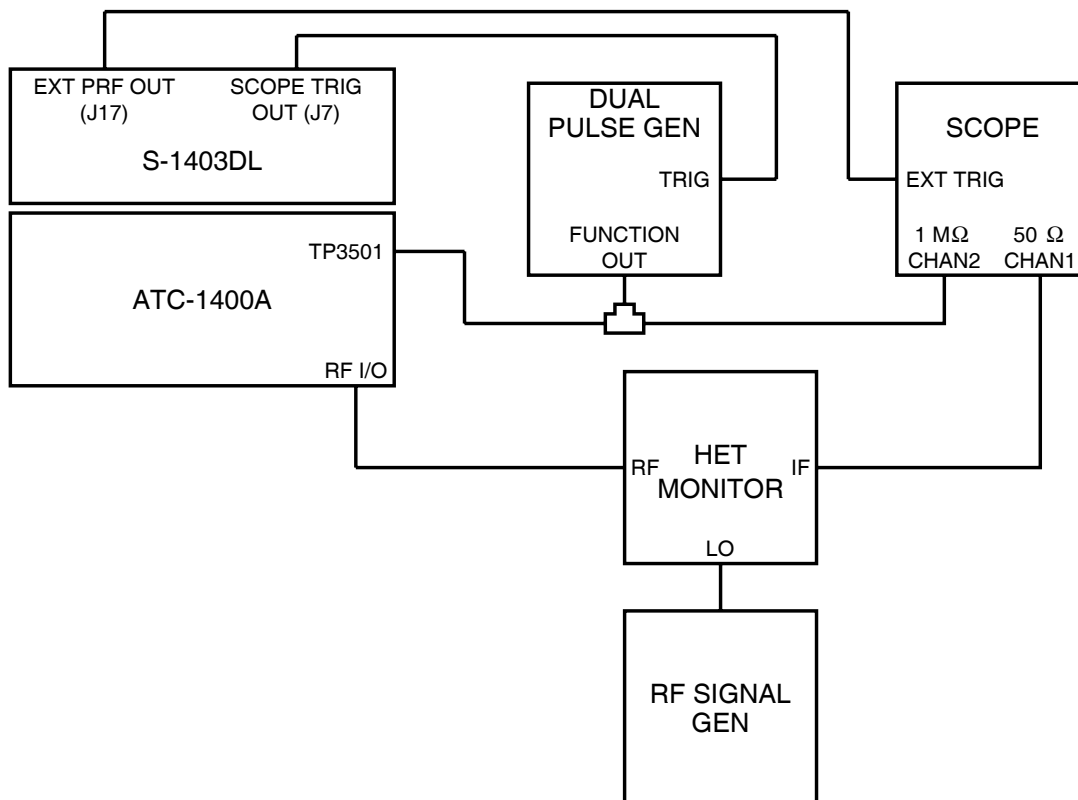 EXT PRF OUT
(J17)
SCOPE TRIG
OUT (J7)
S-1403DL
DUAL
PULSE GEN
TRIG
FUNCTION
OUT
SCOPE
EXT TRIG
1 MΩ
CHAN2
50 Ω
CHAN1
TP3501
ATC-1400A
RF I/O
RF
HET
MONITOR
IF
LO
RF SIGNAL
GEN